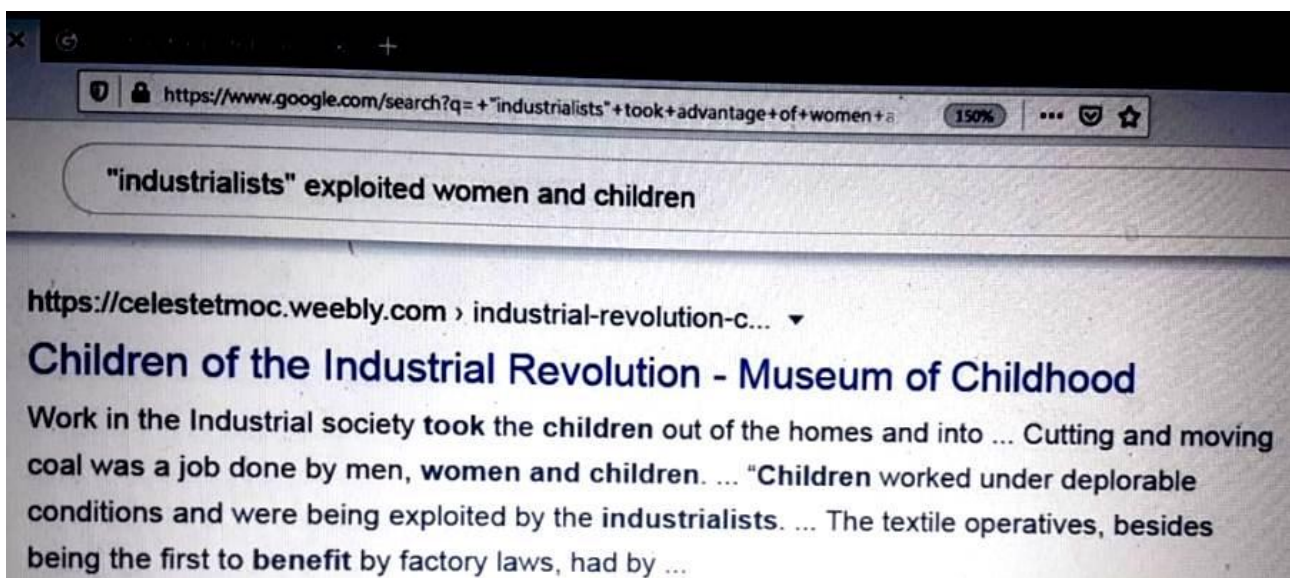 https://www.google.com/search?q=+"industrialists"+took+advantage+of+women+a
150%
"industrialists" exploited women and children
https://celestetmoc.weebly.com › industrial-revolution-c...
Children of the Industrial Revolution - Museum of Childhood
Work in the Industrial society took the children out of the homes and into ... Cutting and moving
coal was a job done by men, women and children. ... “Children worked under deplorable
conditions and were being exploited by the industrialists. ... The textile operatives, besides
being the first to benefit by factory laws, had by ...